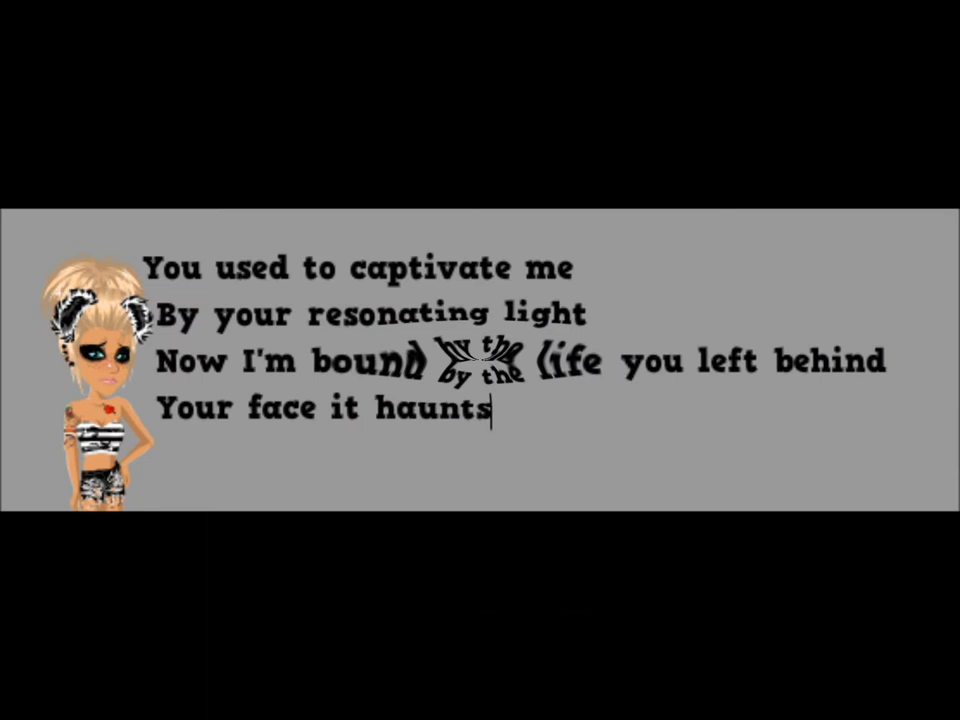 You used to captivate me
By your resonating light
Now I'm bound by the life you left behind
Your face it haunts